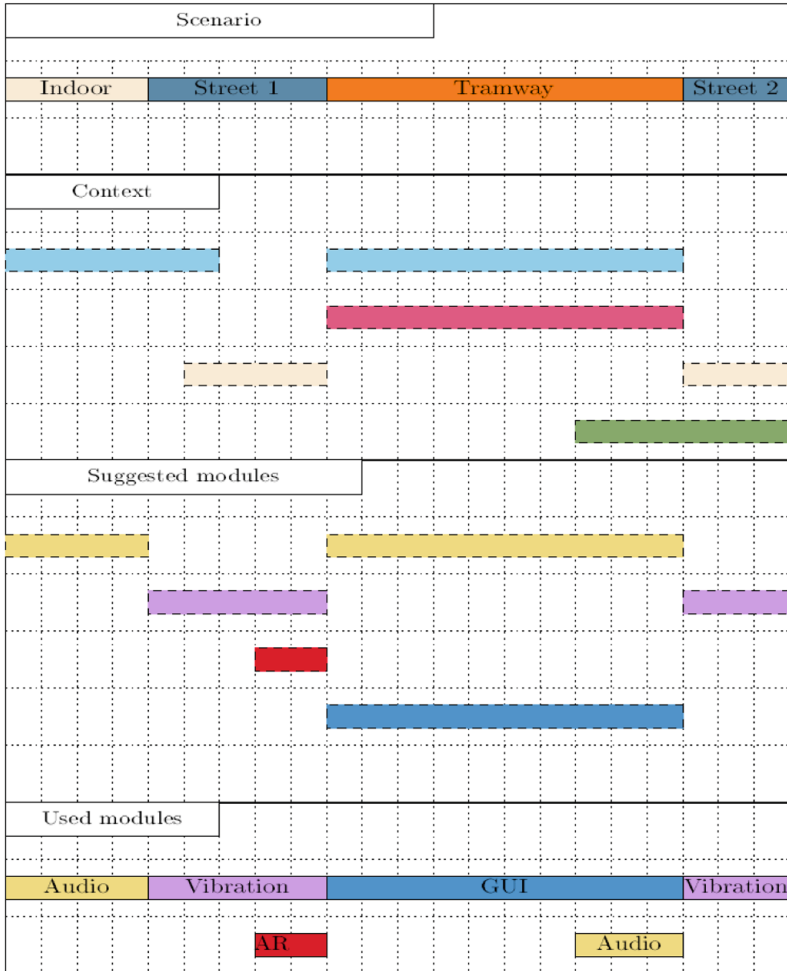 Scenario
Indoor Street 1 Tramway Street 2
Context
Suggested modules
Used modules
Audio Vibration GUI Vibration
AR Audio